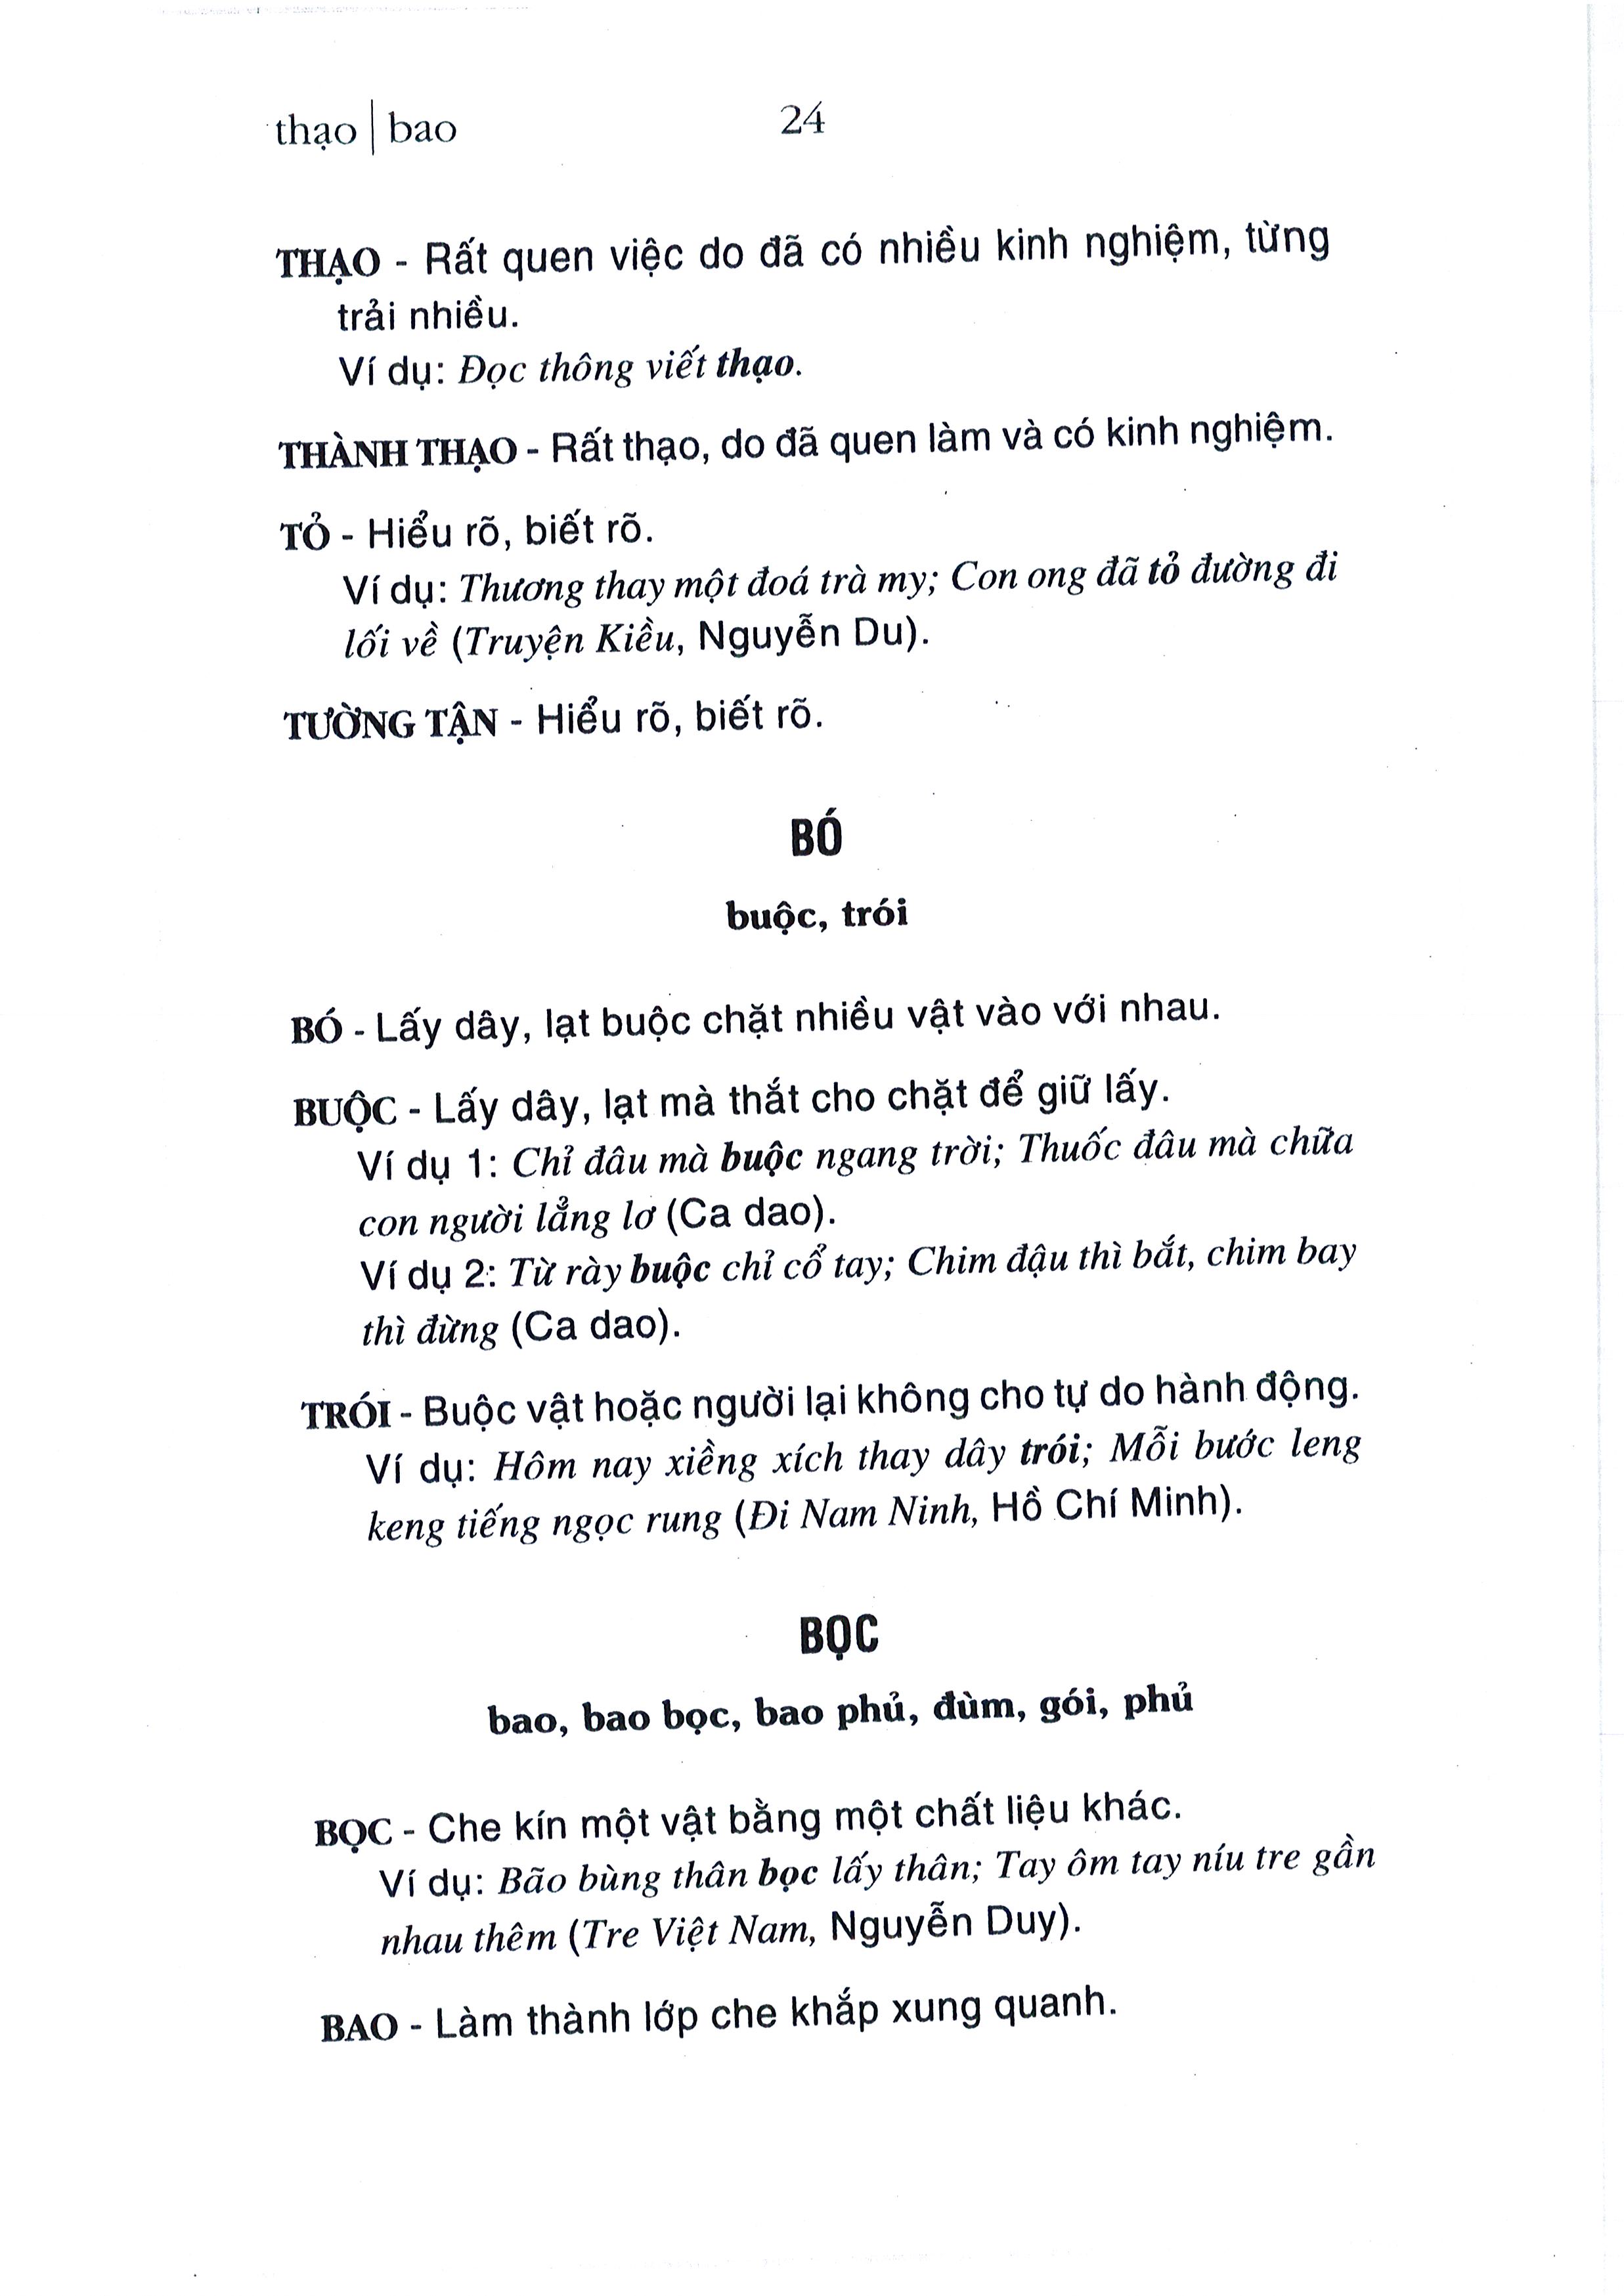 thạo | bao
24
THẠO - Rất quen việc do đã có nhiều kinh nghiệm, từng
trải nhiều.
Ví dụ: Đọc thông viết thạo.
THÀNH THẠO - Rất thạo, do đã quen làm và có kinh nghiệm.
TỎ - Hiểu rõ, biết rõ.
Ví dụ: Thương thay một đoá trà my; Con ong đã tỏ đường đi
lối về (Truyện Kiều, Nguyễn Du).
TƯỜNG TẬN - Hiểu rõ, biết rõ.
BÓ
buộc, trói
BÓ - Lấy dây, lạt buộc chặt nhiều vật vào với nhau.
BUỘC - Lấy dây, lạt mà thắt cho chặt để giữ lấy.
Ví dụ 1: Chỉ đâu mà buộc ngang trời; Thuốc đâu mà chữa
con người lẳng lơ (Ca dao).
Ví dụ 2: Từ rày buộc chỉ cổ tay; Chim đậu thì bắt, chim bay
thì đừng (Ca dao).
TRÓI - Buộc vật hoặc người lại không cho tự do hành động.
Ví dụ: Hôm nay xiềng xích thay dây trói; Mỗi bước leng
keng tiếng ngọc rung (Đi Nam Ninh, Hồ Chí Minh).
BỌC
bao, bao bọc, bao phủ, đùm, gói, phủ
BỌC - Che kín một vật bằng một chất liệu khác.
Ví dụ: Bão bùng thân bọc lấy thân; Tay ôm tay níu tre gần
nhau thêm (Tre Việt Nam, Nguyễn Duy).
BAO - Làm thành lớp che khắp xung quanh.